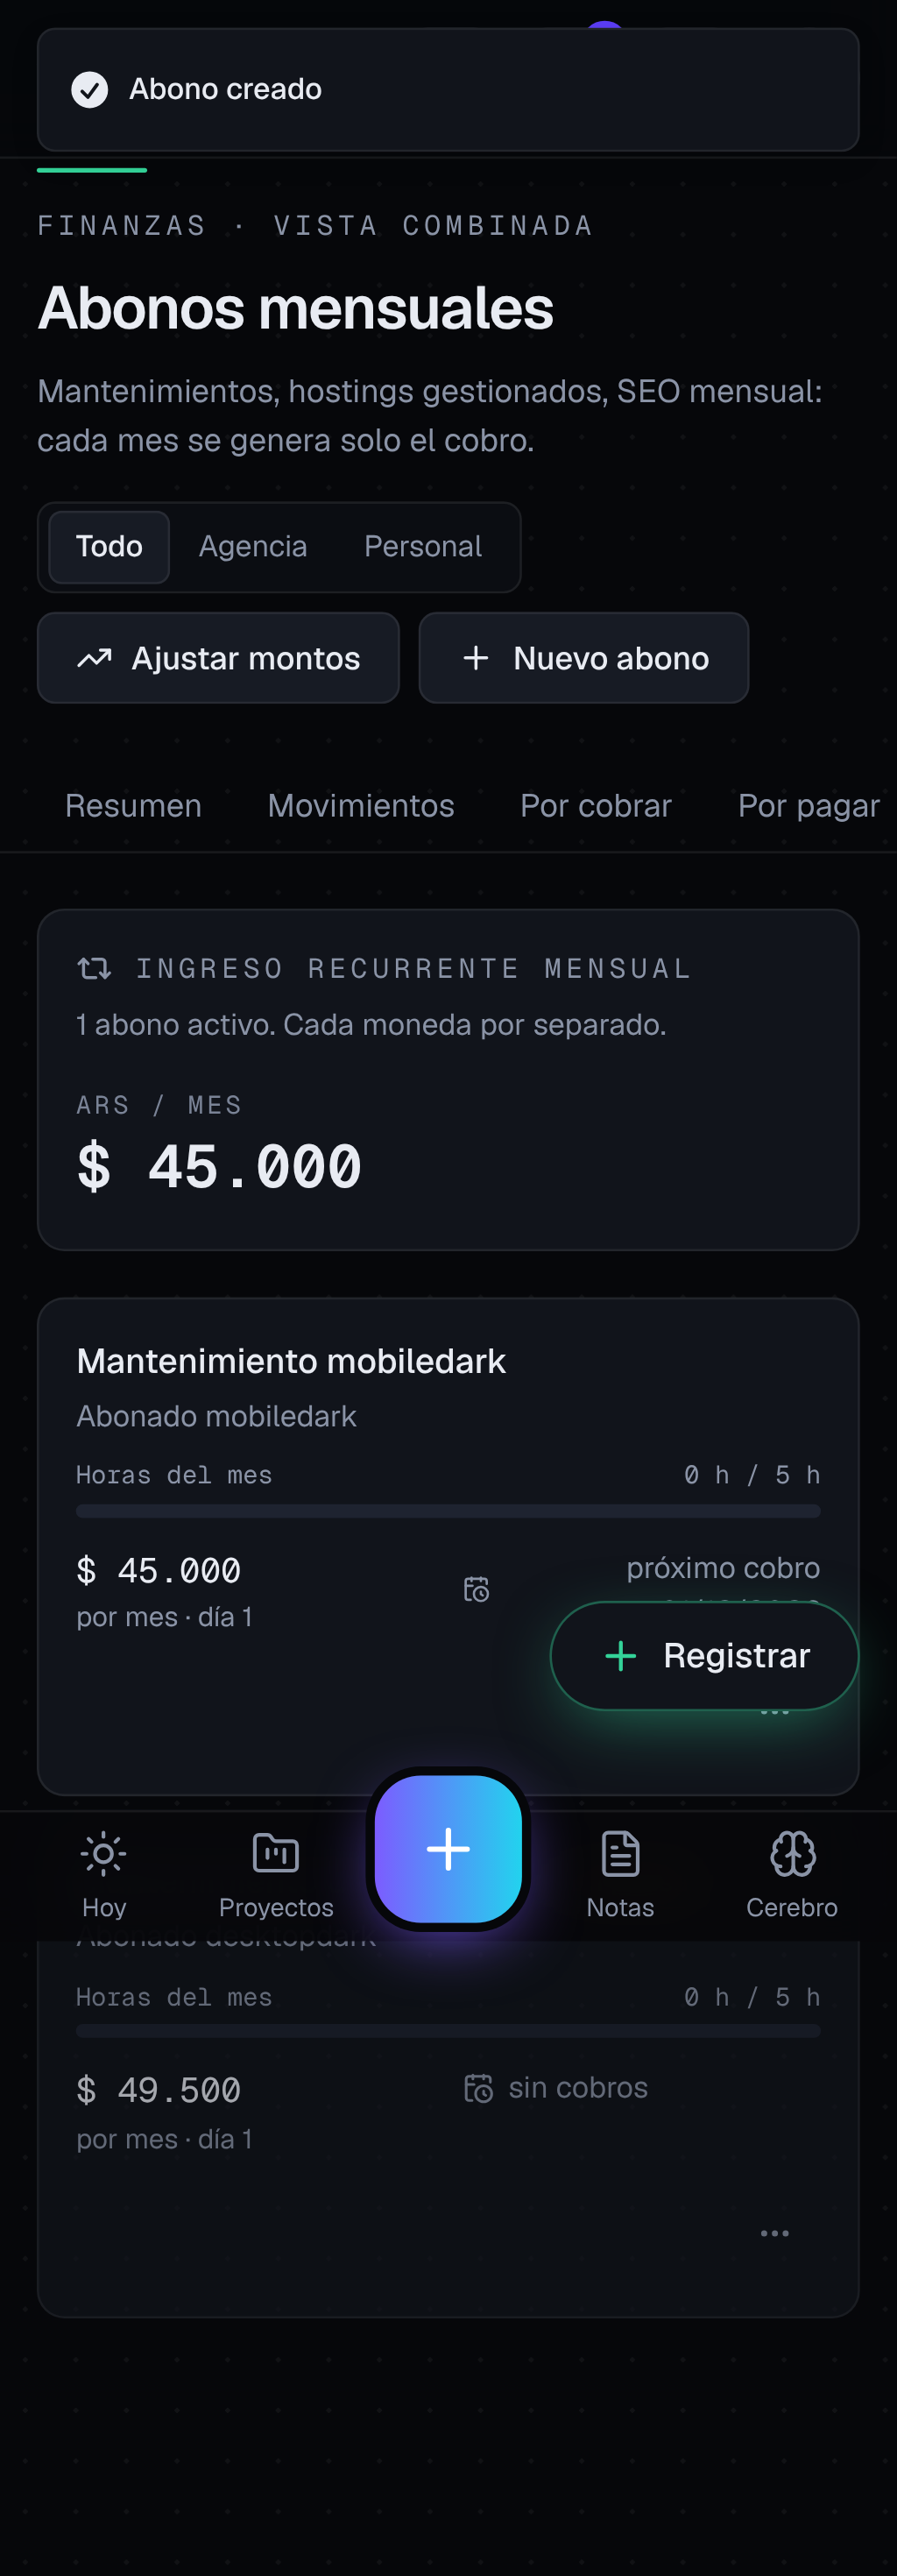 Abono creado
FINANZAS · VISTA COMBINADA
Abonos mensuales
Mantenimientos, hostings gestionados, SEO mensual:
cada mes se genera solo el cobro.
Todo
Agencia
Personal
Ajustar montos
Nuevo abono
Resumen
Movimientos
Por cobrar
Por pagar
INGRESO RECURRENTE MENSUAL
1 abono activo. Cada moneda por separado.
ARS / MES
$ 45.000
Mantenimiento mobiledark
Abonado mobiledark
Horas del mes
0 h / 5 h
$ 45.000
próximo cobro
por mes · día 1
Registrar
Hoy
Proyectos
Notas
Cerebro
Abonado desktopdark
Horas del mes
0 h / 5 h
$ 49.500
sin cobros
por mes · día 1